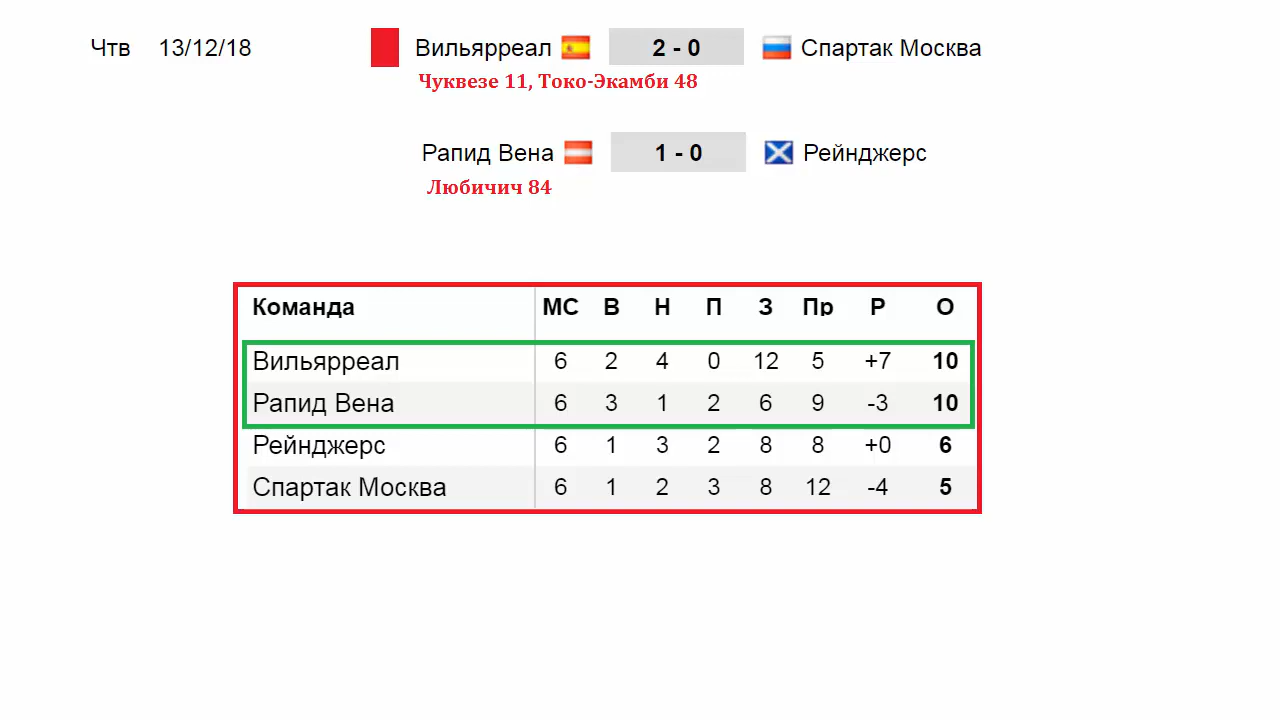 Чтв 13/12/18 Вильярреал 2 - 0 Спартак Москва
Чуквезе 11, Токо-Экамби 48
Рапид Вена 1 - 0 Рейнджерс
Любичич 84
Команда МС В Н П З Пр Р О
Вильярреал 6 2 4 0 12 5 +7 10
Рапид Вена 6 3 1 2 6 9 -3 10
Рейнджерс 6 1 3 2 8 8 +0 6
Спартак Москва 6 1 2 3 8 12 -4 5